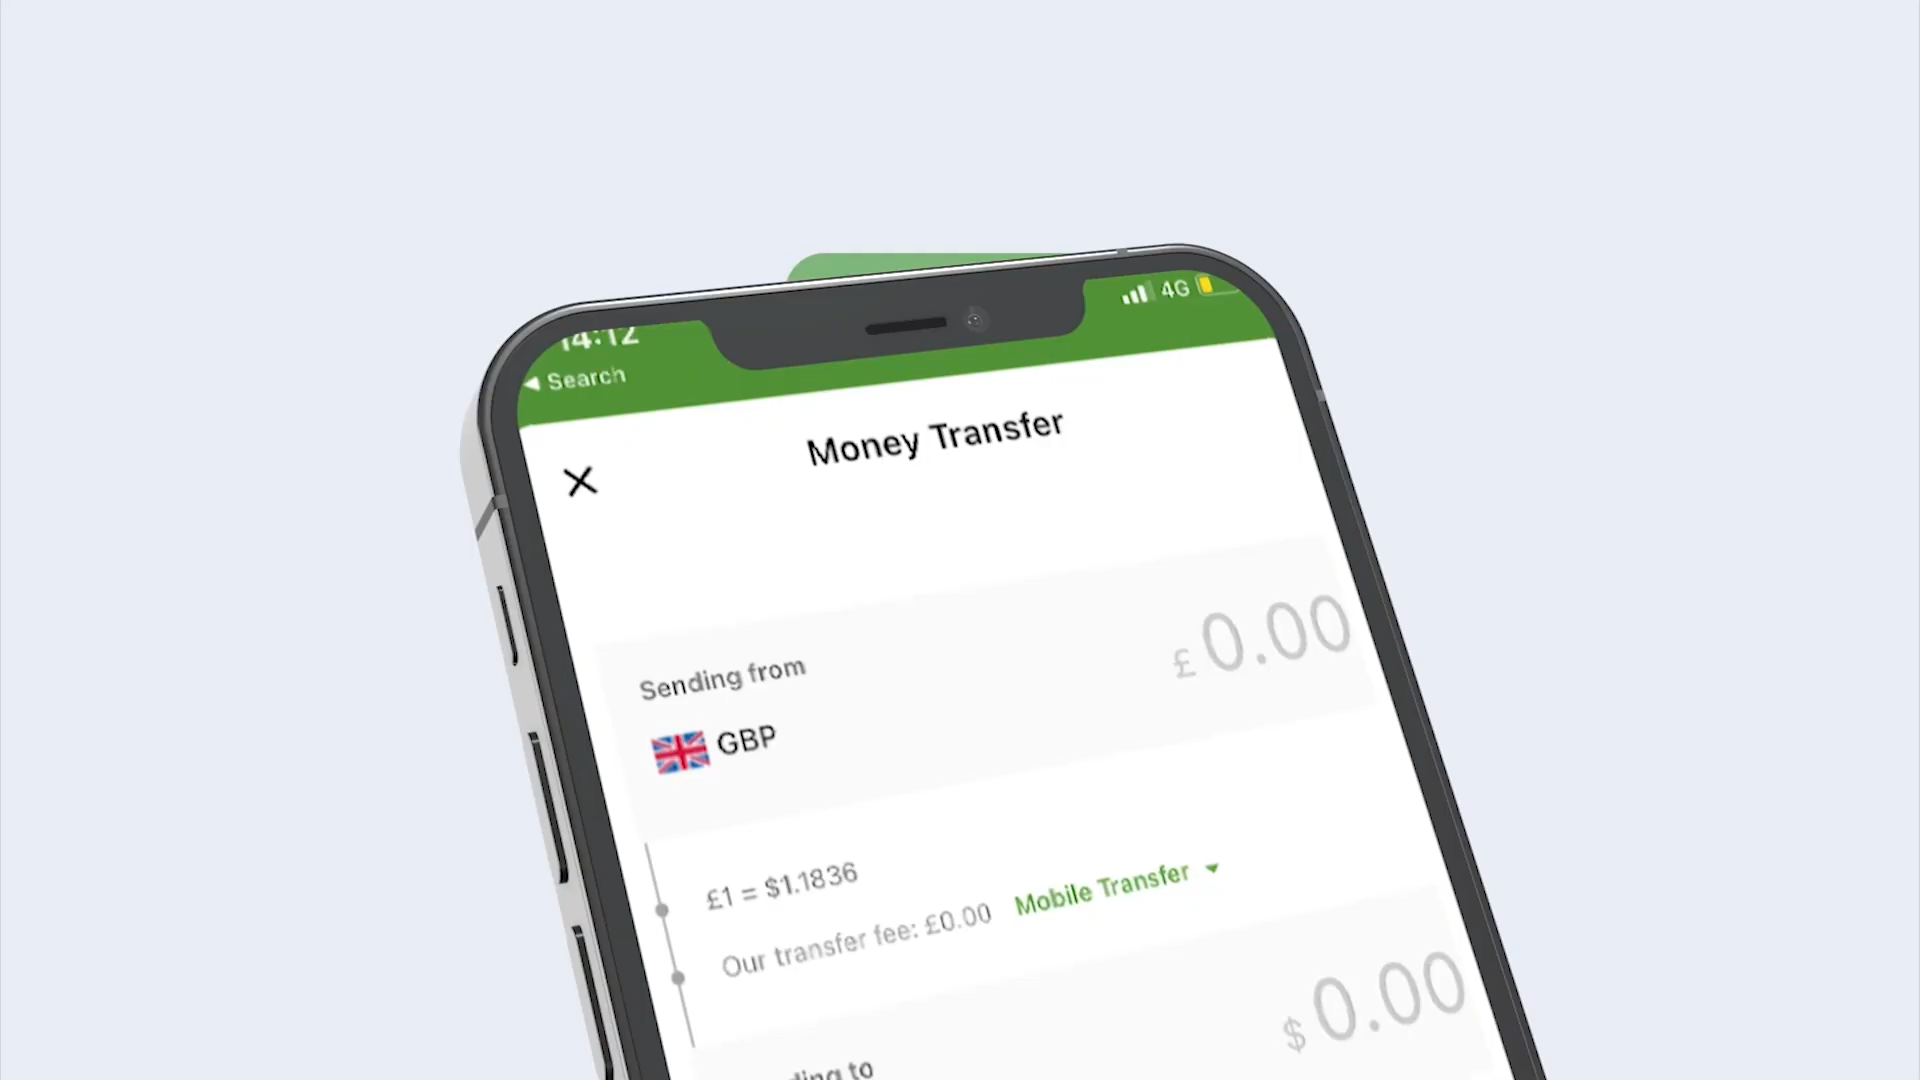 14:12
4G
◀ Search
Money Transfer
Sending from
£ 0.00
GBP
£1 = $1.1836
Our transfer fee: £0.00 Mobile Transfer
$ 0.00
to